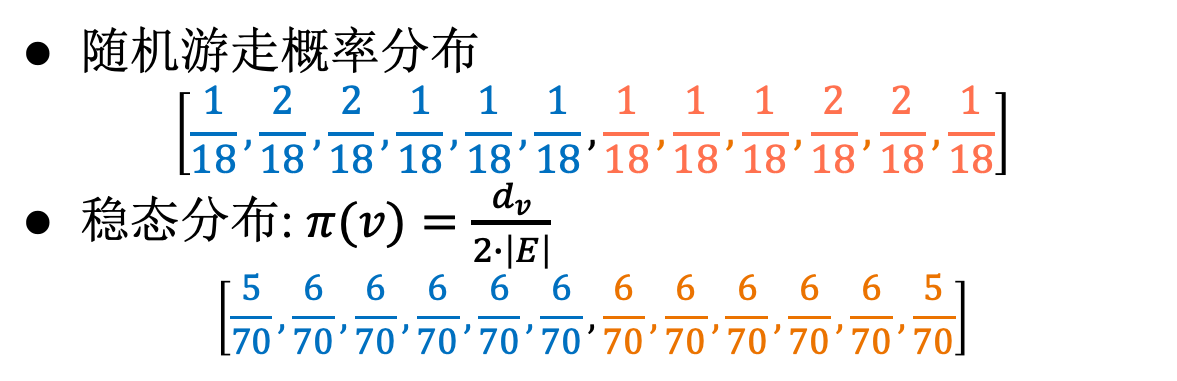 ● 随机游走概率分布
[1/18, 2/18, 2/18, 1/18, 1/18, 1/18, 1/18, 1/18, 1/18, 2/18, 2/18, 1/18]
● 稳态分布: π(v) = d_v/2·|E|
[5/70, 6/70, 6/70, 6/70, 6/70, 6/70, 6/70, 6/70, 6/70, 6/70, 6/70, 5/70]